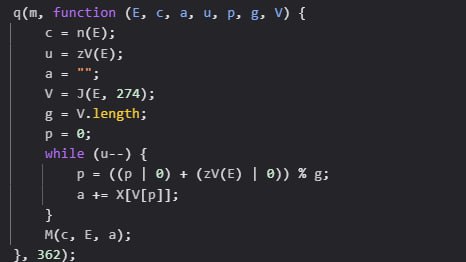 q(m, function (E, c, a, u, p, g, V) {
    c = n(E);
    u = zV(E);
    a = "";
    V = J(E, 274);
    g = V.length;
    p = 0;
    while (u--) {
        p = ((p | 0) + (zV(E) | 0)) % g;
        a += X[V[p]];
    }
    M(c, E, a);
}, 362);